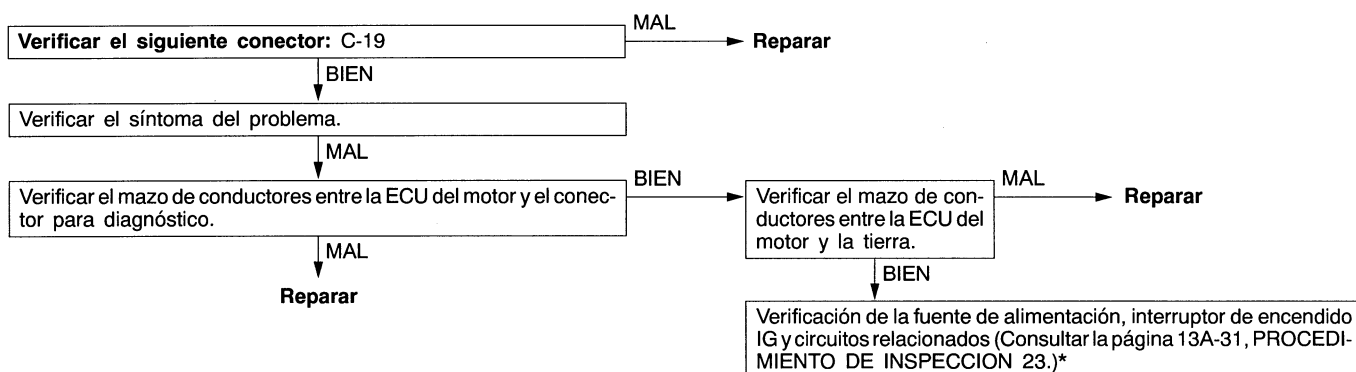 Verificar el siguiente conector: C-19
MAL
Reparar
BIEN
Verificar el síntoma del problema.
MAL
Verificar el mazo de conductores entre la ECU del motor y el conec-
tor para diagnóstico.
BIEN
Verificar el mazo de con-
ductores entre la ECU del
motor y la tierra.
MAL
Reparar
MAL
Reparar
BIEN
Verificación de la fuente de alimentación, interruptor de encendido
IG y circuitos relacionados (Consultar la página 13A-31, PROCEDI-
MIENTO DE INSPECCION 23.)*